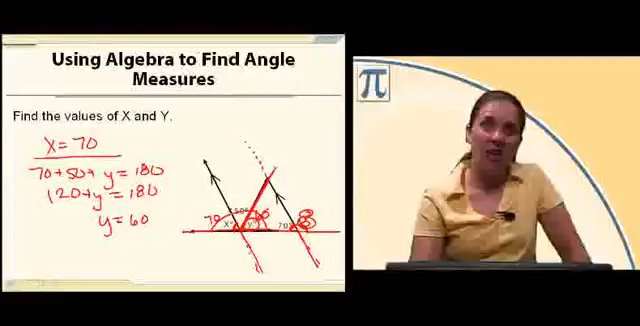 Using Algebra to Find Angle
Measures
Find the values of X and Y.
X = 70
70 + 50 + y = 180
120 + y = 180
y = 60
70
50°
X°
y°
70°
π